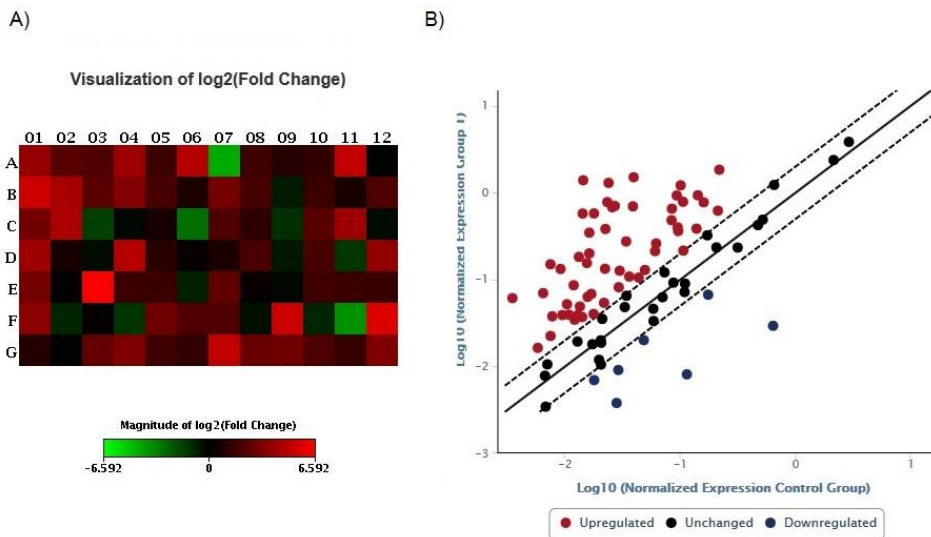 A)
B)
Visualization of log2(Fold Change)
01 02 03 04 05 06 07 08 09 10 11 12
A
B
C
D
E
F
G
Magnitude of log2(Fold Change)
-6.592 0 6.592
Log10 (Normalized Expression Group 1)
1
0
-1
-2
-3
-2 -1 0 1
Log10 (Normalized Expression Control Group)
Upregulated Unchanged Downregulated